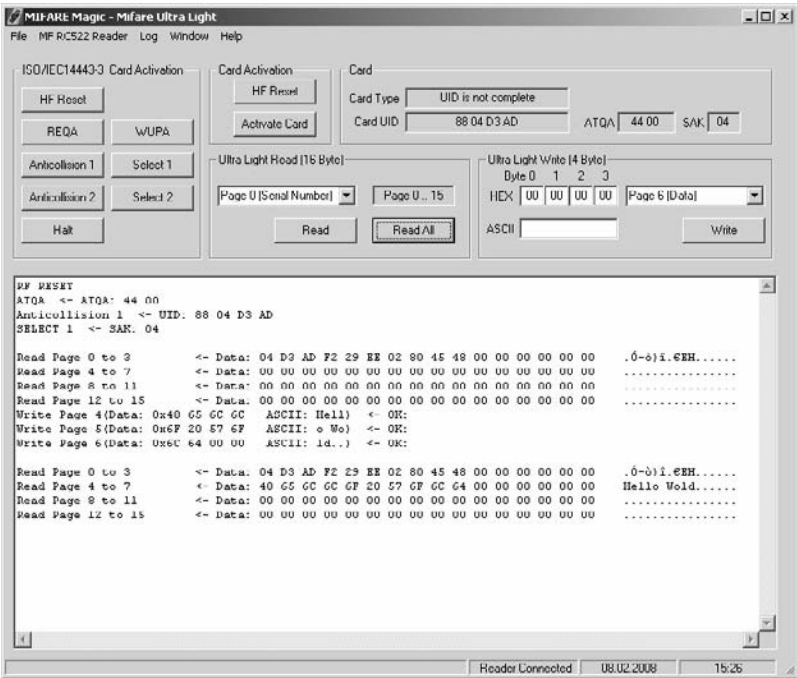 MIFARE Magic - Mifare Ultra Light
File MF RC522 Reader Log Window Help
ISO/IEC14443-3 Card Activation
HF Reset
REQA WUPA
Anticollision 1 Select 1
Anticollision 2 Select 2
Halt
Card Activation
HF Reset
Activate Card
Card
Card Type UID is not complete
Card UID 88 04 D3 AD ATQA 44 00 SAK 04
Ultra Light Read [16 Byte]
Page 0 [Serial Number] Page 0 .. 15
Read Read All
Ultra Light Write [4 Byte]
Byte 0 1 2 3
HEX 00 00 00 00 Page 6 [Data]
ASCII Write
RF RESET
ATQA <- ATQA: 44 00
Anticollision 1 <- UID: 88 04 D3 AD
SELECT 1 <- SAK: 04
Read Page 0 to 3 <- Data: 04 D3 AD F2 29 EE 02 80 45 48 00 00 00 00 00 00 .Ó-ò)î.€EH......
Read Page 4 to 7 <- Data: 00 00 00 00 00 00 00 00 00 00 00 00 00 00 00 00 ................
Read Page 8 to 11 <- Data: 00 00 00 00 00 00 00 00 00 00 00 00 00 00 00 00 ................
Read Page 12 to 15 <- Data: 00 00 00 00 00 00 00 00 00 00 00 00 00 00 00 00 ................
Write Page 4(Data: 0x48 65 6C 6C ASCII: Hell) <- OK:
Write Page 5(Data: 0x6F 20 57 6F ASCII: o Wo) <- OK:
Write Page 6(Data: 0x6C 64 00 00 ASCII: ld..) <- OK:
Read Page 0 to 3 <- Data: 04 D3 AD F2 29 EE 02 80 45 48 00 00 00 00 00 00 .Ó-ò)î.€EH......
Read Page 4 to 7 <- Data: 48 65 6C 6C 6F 20 57 6F 6C 64 00 00 00 00 00 00 Hello Wold......
Read Page 8 to 11 <- Data: 00 00 00 00 00 00 00 00 00 00 00 00 00 00 00 00 ................
Read Page 12 to 15 <- Data: 00 00 00 00 00 00 00 00 00 00 00 00 00 00 00 00 ................
Reader Connected 08.02.2008 15:26